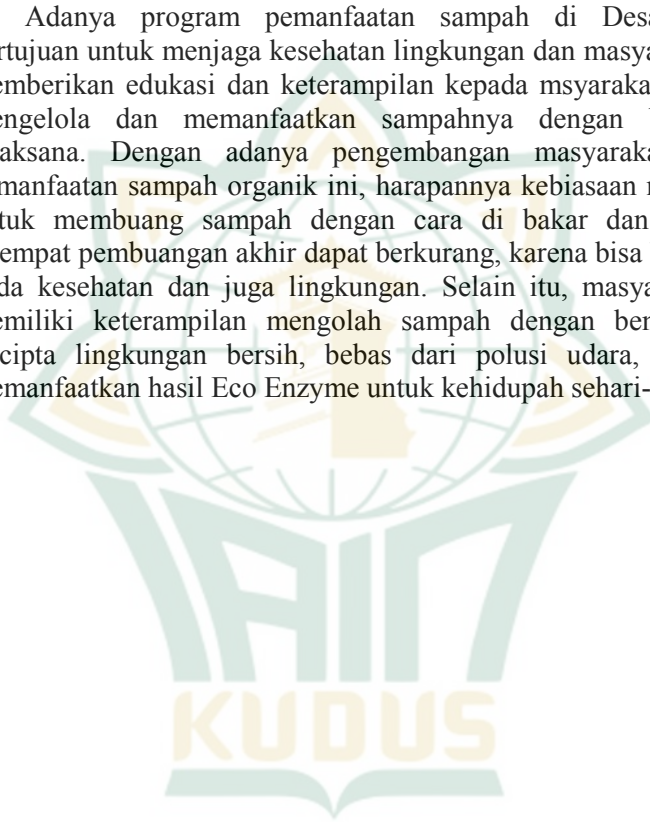 Adanya program pemanfaatan sampah di Desa
rtujuan untuk menjaga kesehatan lingkungan dan masya
emberikan edukasi dan keterampilan kepada msyaraka
engelola dan memanfaatkan sampahnya dengan
aksana. Dengan adanya pengembangan masyaraka
manfaatan sampah organik ini, harapannya kebiasaan
tuk membuang sampah dengan cara di bakar dan
empat pembuangan akhir dapat berkurang, karena bisa
da kesehatan dan juga lingkungan. Selain itu, masya
emiliki keterampilan mengolah sampah dengan ben
cipta lingkungan bersih, bebas dari polusi udara,
emanfaatkan hasil Eco Enzyme untuk kehidupah sehari-
IAIN
KUDUS